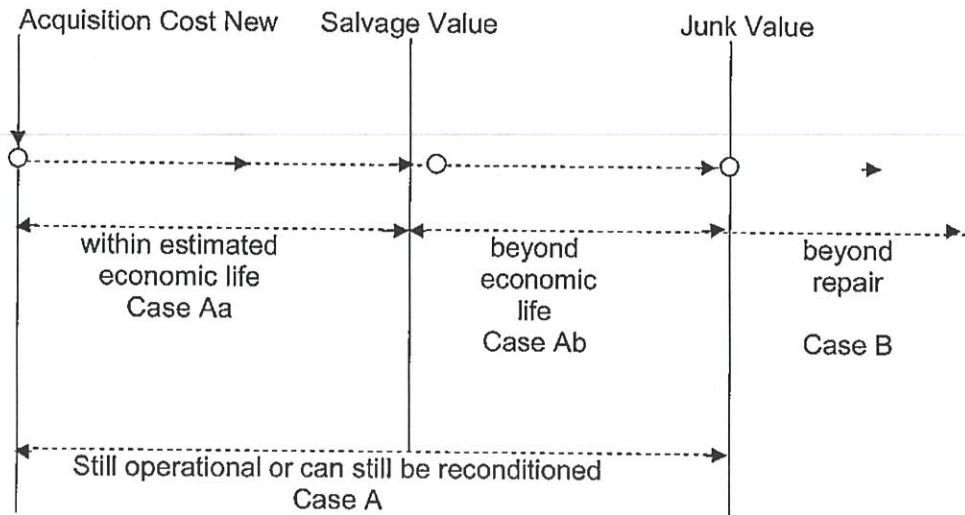 Acquisition Cost New
Salvage Value
Junk Value
within estimated
economic life
Case Aa
beyond
economic
life
Case Ab
beyond
repair
Case B
Still operational or can still be reconditioned
Case A